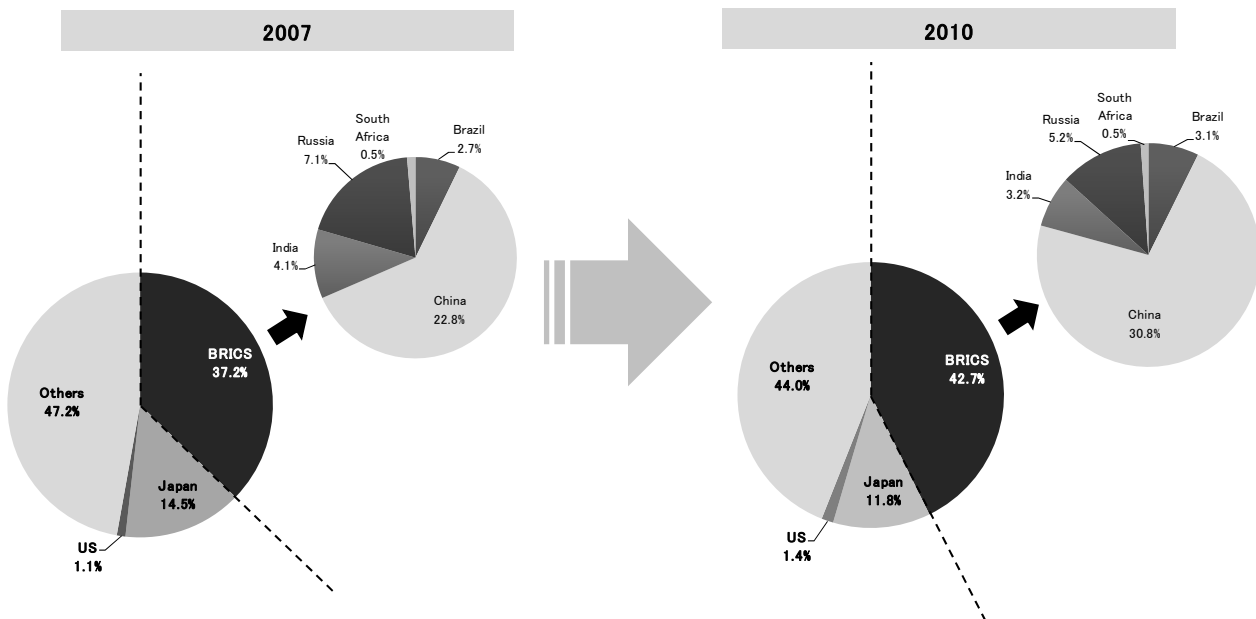 2007
South
Africa
0.5%
Brazil
2.7%
Russia
7.1%
India
4.1%
China
22.8%
BRICS
37.2%
Others
47.2%
Japan
14.5%
US
1.1%
2010
South
Africa
0.5%
Brazil
3.1%
Russia
5.2%
India
3.2%
China
30.8%
BRICS
42.7%
Others
44.0%
Japan
11.8%
US
1.4%